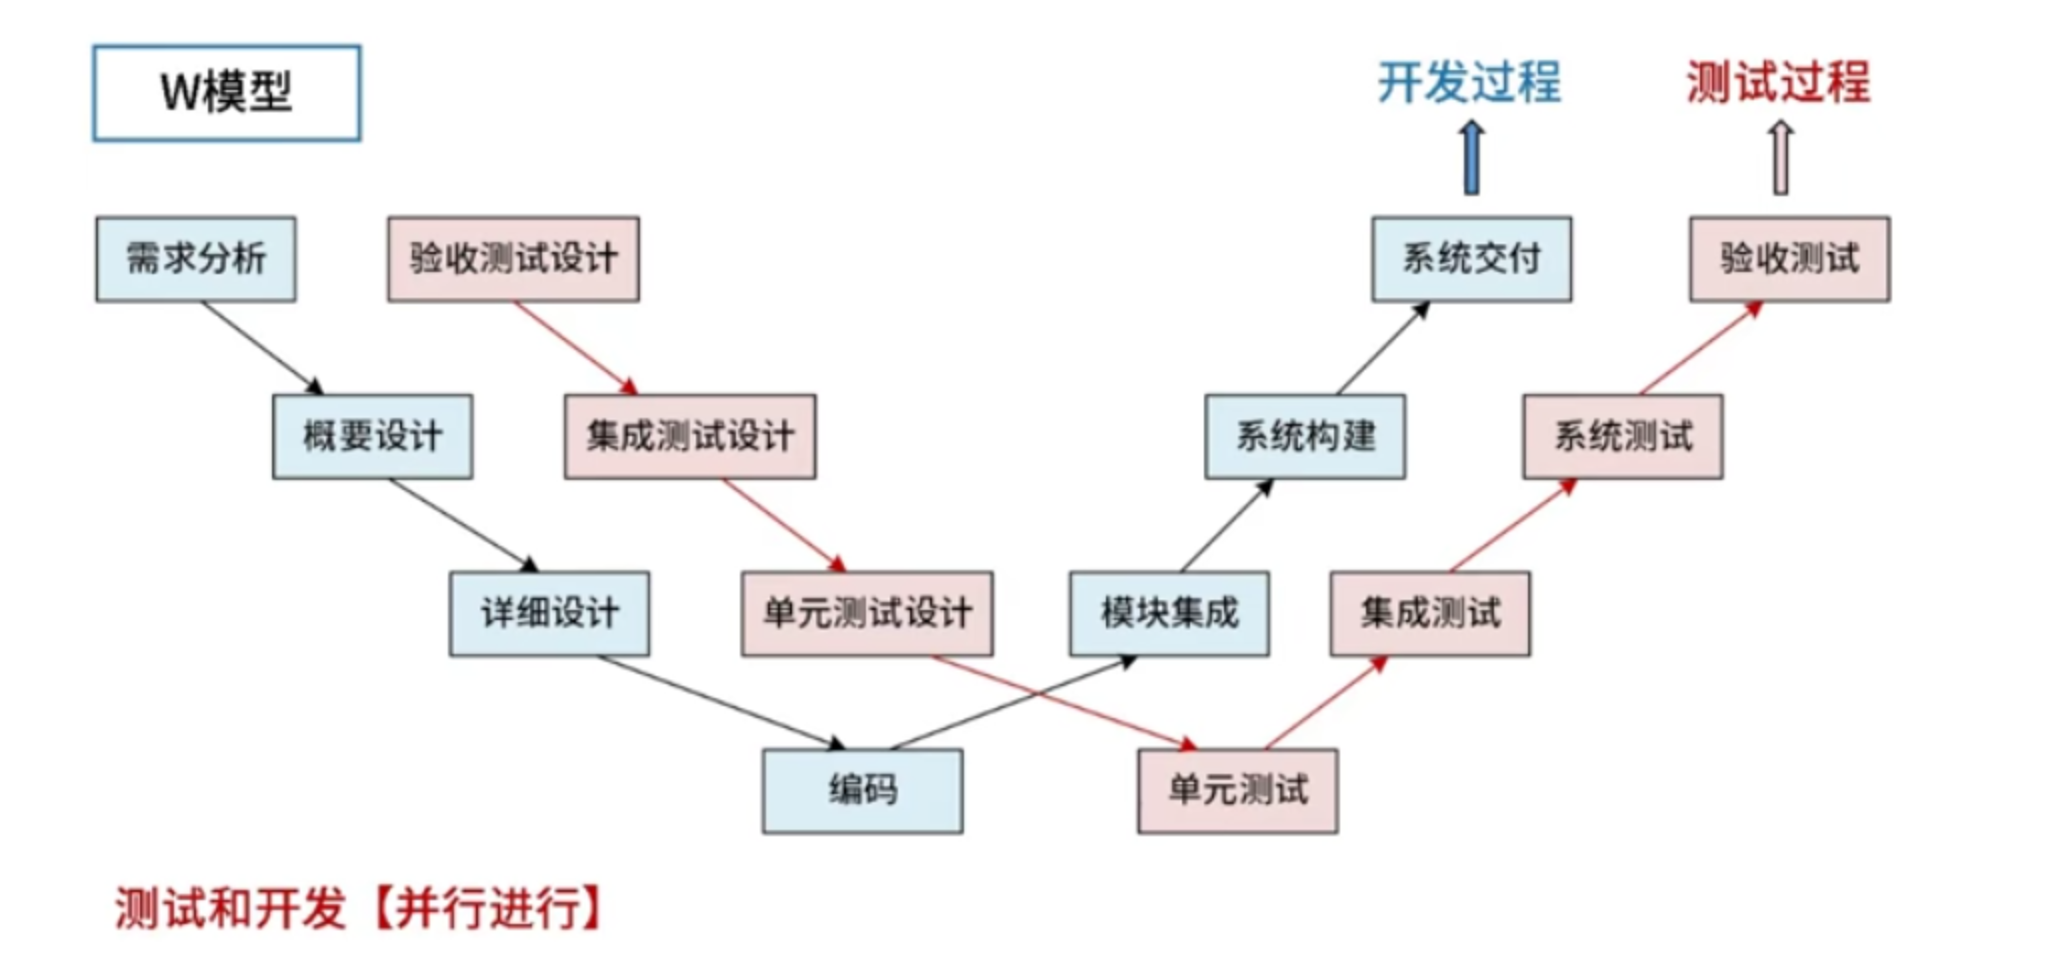 W模型
开发过程
测试过程
需求分析
验收测试设计
系统交付
验收测试
概要设计
集成测试设计
系统构建
系统测试
详细设计
单元测试设计
模块集成
集成测试
编码
单元测试
测试和开发【并行进行】